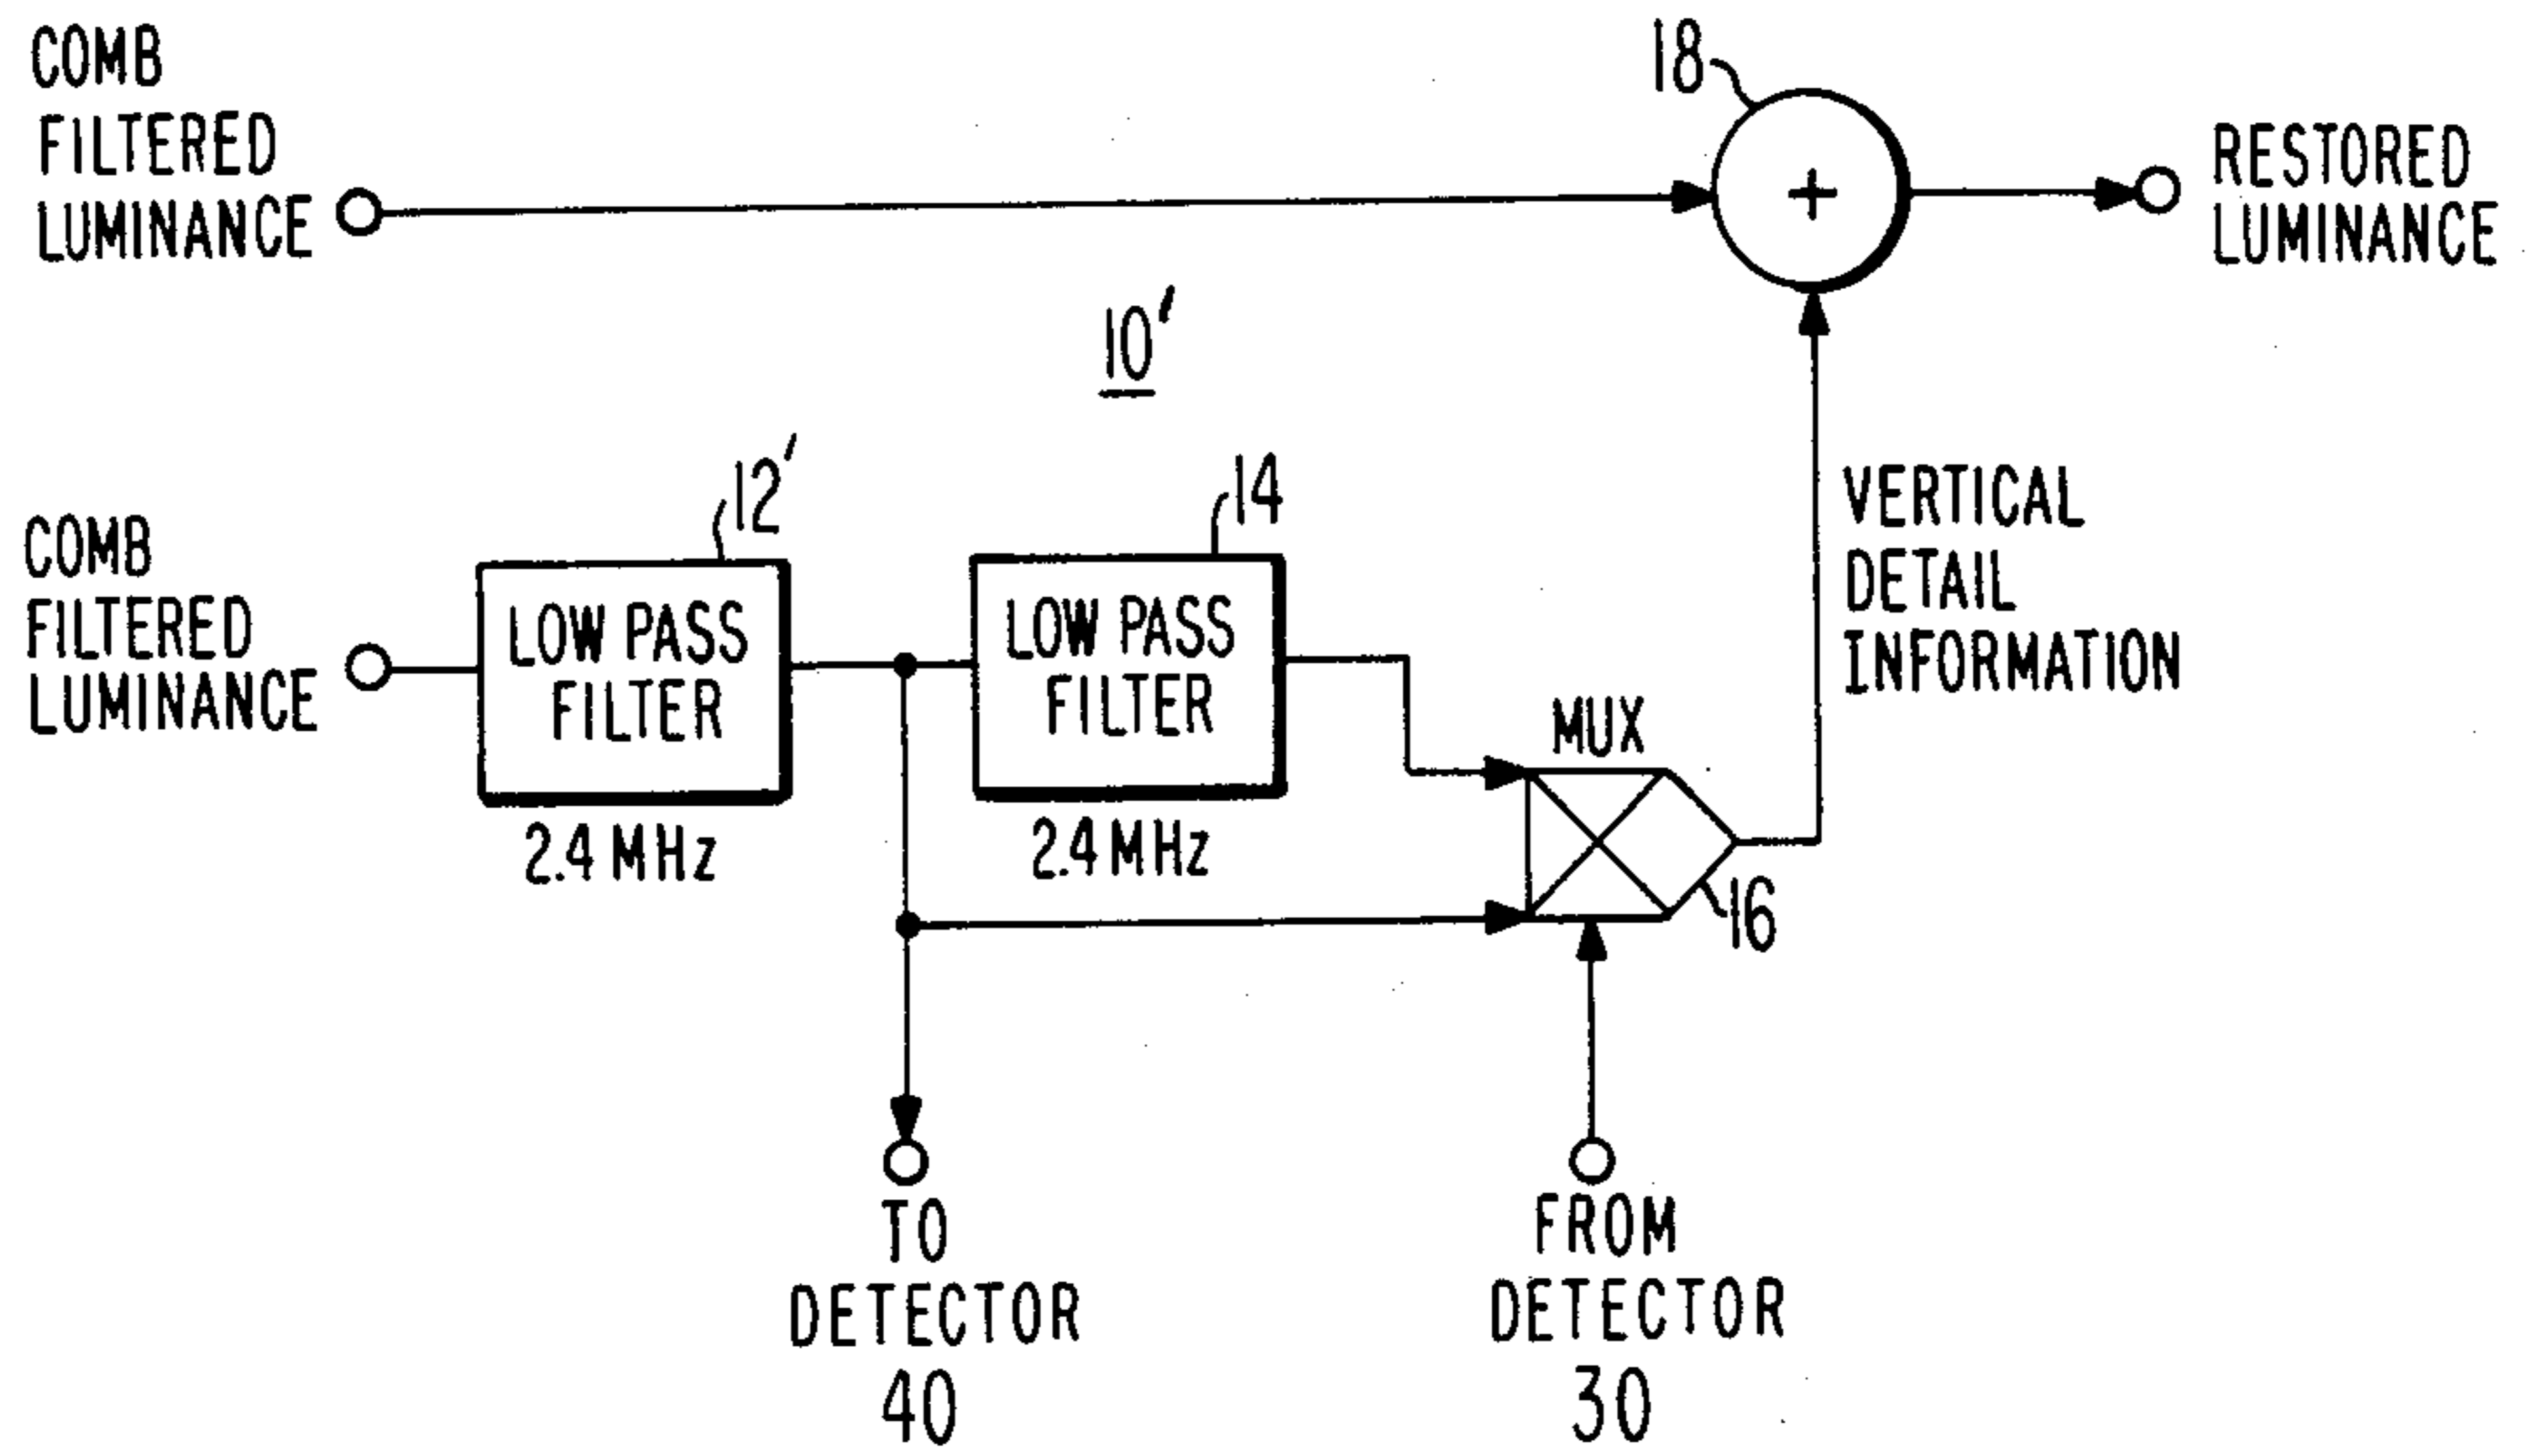 COMB
FILTERED
LUMINANCE
18
+
RESTORED
LUMINANCE
10'
COMB
FILTERED
LUMINANCE
12'
LOW PASS
FILTER
2.4 MHz
14
LOW PASS
FILTER
2.4 MHz
MUX
16
VERTICAL
DETAIL
INFORMATION
TO
DETECTOR
40
FROM
DETECTOR
30